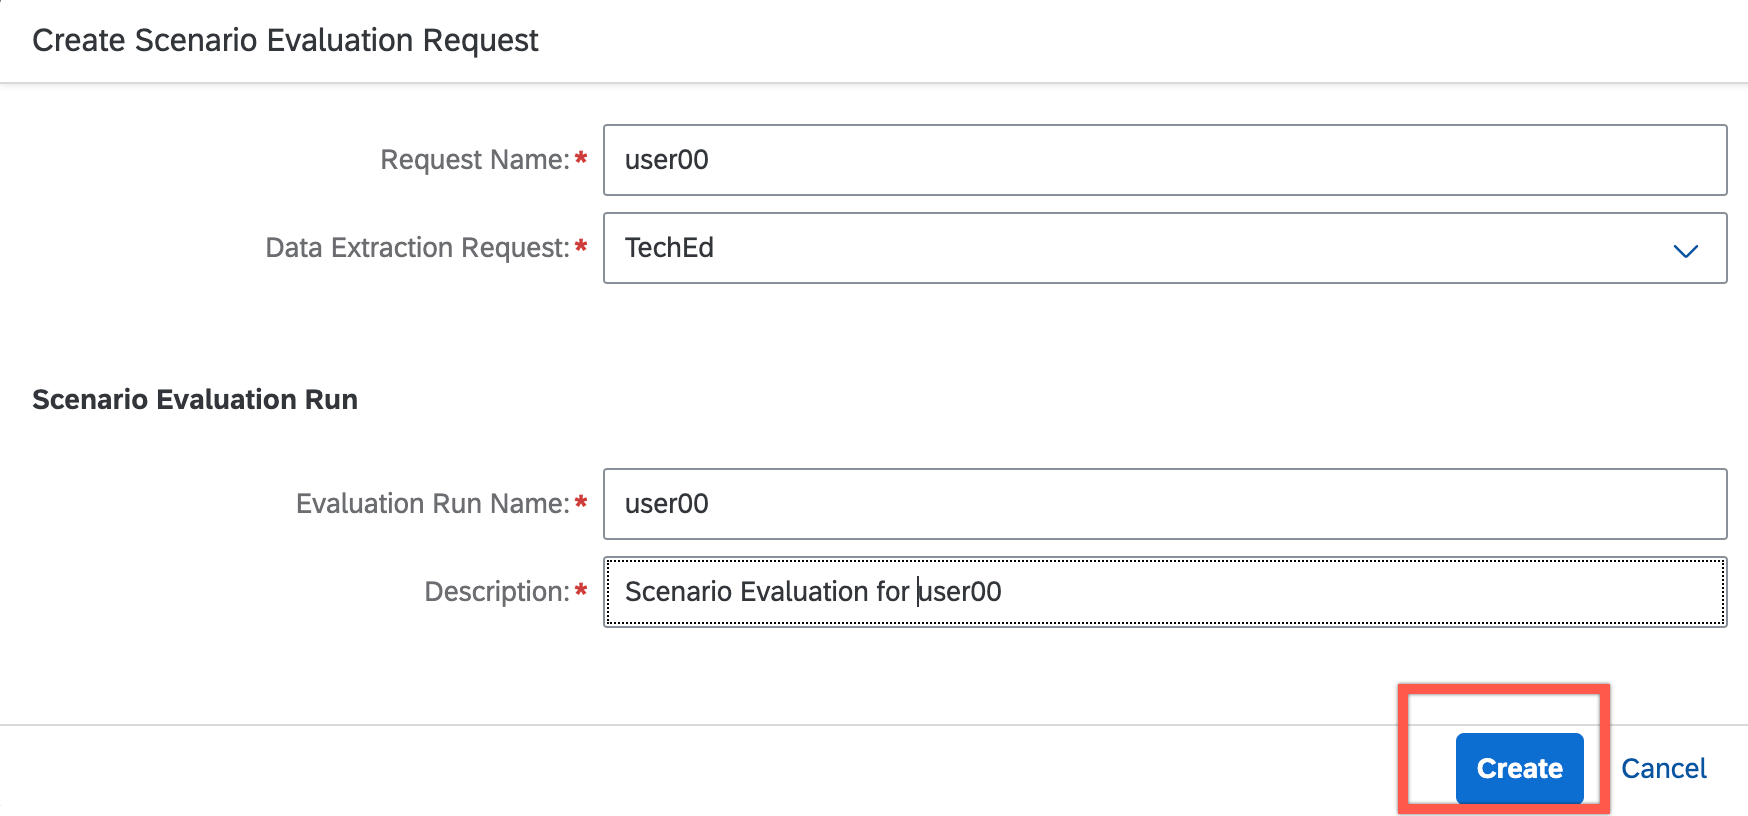 Create Scenario Evaluation Request
Request Name:* user00
Data Extraction Request:* TechEd
Scenario Evaluation Run
Evaluation Run Name:* user00
Description:* Scenario Evaluation for user00
Create Cancel